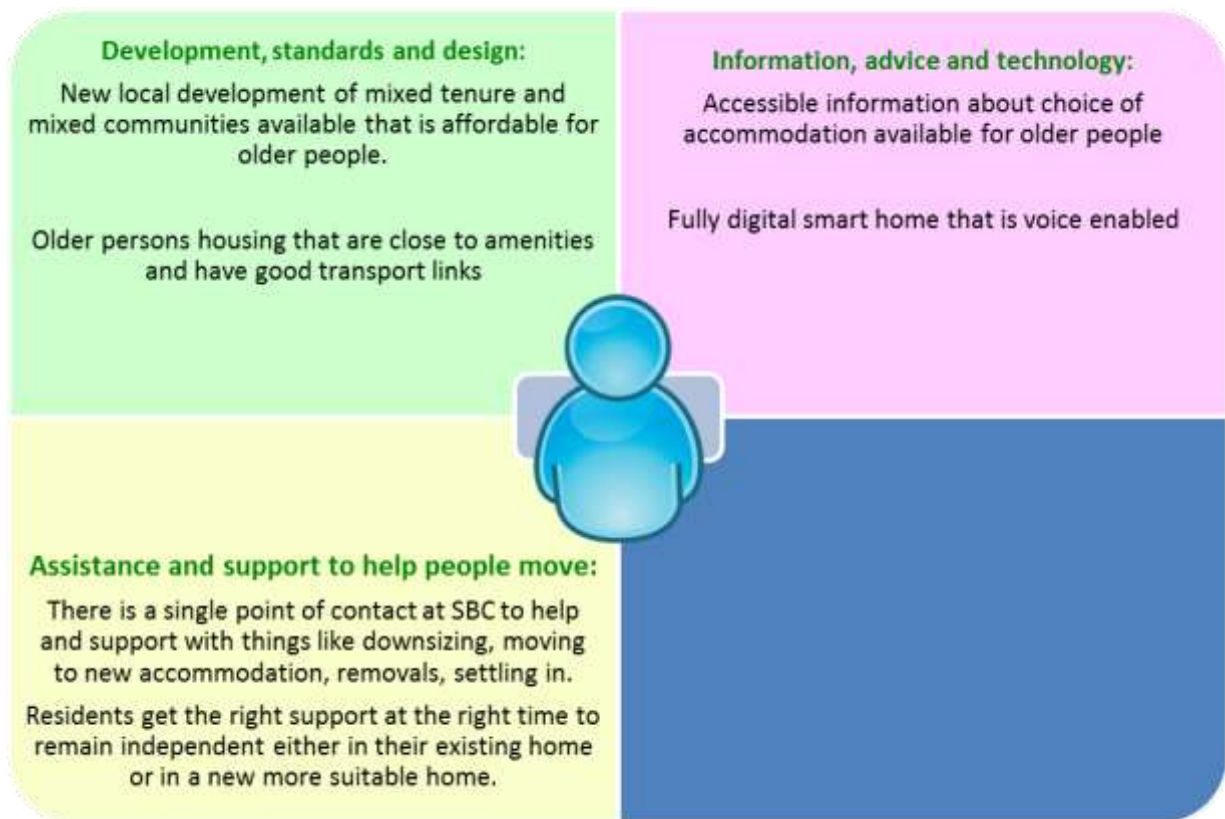 Development, standards and design:
New local development of mixed tenure and
mixed communities available that is affordable for
older people.
Older persons housing that are close to amenities
and have good transport links
Information, advice and technology:
Accessible information about choice of
accommodation available for older people
Fully digital smart home that is voice enabled
Assistance and support to help people move:
There is a single point of contact at SBC to help
and support with things like downsizing, moving
to new accommodation, removals, settling in.
Residents get the right support at the right time to
remain independent either in their existing home
or in a new more suitable home.